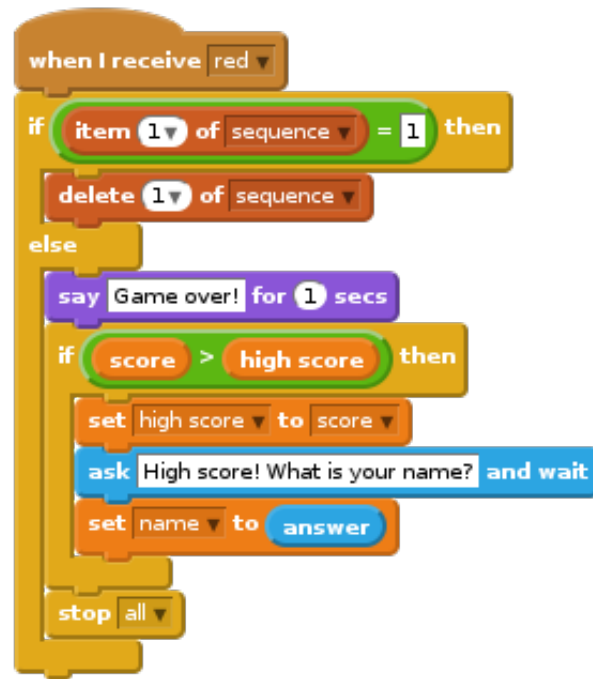 when I receive red
if item 1 of sequence = 1 then
delete 1 of sequence
else
say Game over! for 1 secs
if score > high score then
set high score to score
ask High score! What is your name? and wait
set name to answer
stop all